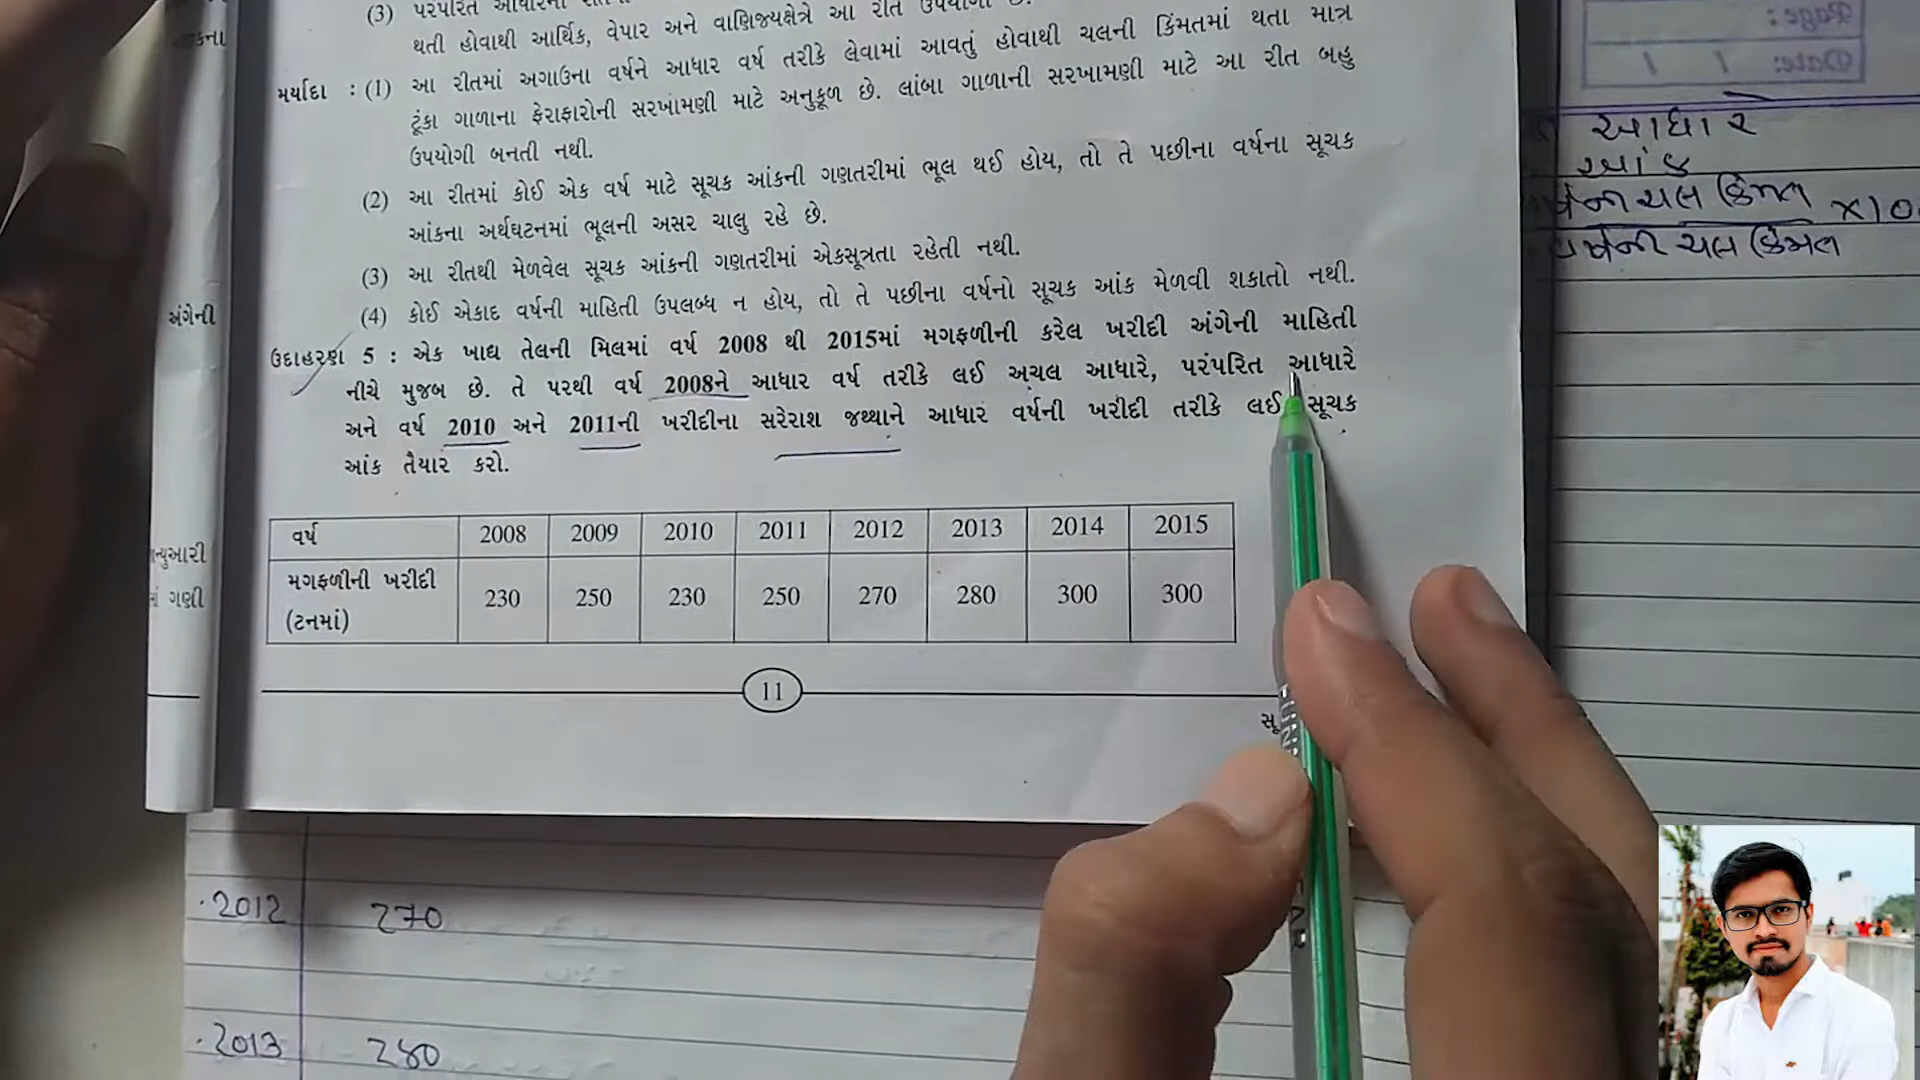 (3) પરંપરિત
થતી હોવાથી આર્થિક, વેપાર અને વાણિજ્યક્ષેત્રે આ રીત ઉપયોગી છે.
મર્યાદા : (1) આ રીતમાં અગાઉના વર્ષને આધાર વર્ષ તરીકે લેવામાં આવતું હોવાથી ચલની કિંમતમાં થતા માત્ર
ટૂંકા ગાળાના ફેરાફારોની સરખામણી માટે અનુકૂળ છે. લાંબા ગાળાની સરખામણી માટે આ રીત બહુ
ઉપયોગી બનતી નથી.
(2) આ રીતમાં કોઈ એક વર્ષ માટે સૂચક આંકની ગણતરીમાં ભૂલ થઈ હોય, તો તે પછીના વર્ષના સૂચક
આંકના અર્થઘટનમાં ભૂલની અસર ચાલુ રહે છે.
(3) આ રીતથી મેળવેલ સૂચક આંકની ગણતરીમાં એકસૂત્રતા રહેતી નથી.
(4) કોઈ એકાદ વર્ષની માહિતી ઉપલબ્ધ ન હોય, તો તે પછીના વર્ષનો સૂચક આંક મેળવી શકાતો નથી.
ઉદાહરણ 5 : એક ખાદ્ય તેલની મિલમાં વર્ષ 2008 થી 2015માં મગફળીની કરેલ ખરીદી અંગેની માહિતી
નીચે મુજબ છે. તે પરથી વર્ષ 2008ને આધાર વર્ષ તરીકે લઈ અચલ આધારે, પરંપરિત આધારે
અને વર્ષ 2010 અને 2011ની ખરીદીના સરેરાશ જથ્થાને આધાર વર્ષની ખરીદી તરીકે લઈ સૂચક
આંક તૈયાર કરો.
વર્ષ 2008 2009 2010 2011 2012 2013 2014 2015
મગફળીની ખરીદી
(ટનમાં) 230 250 230 250 270 280 300 300
11
અંગેની
ગણી
આધાર
આંક
ચલ કિંમત X10
ની ચલ કિંમત
2012 270
2013 280